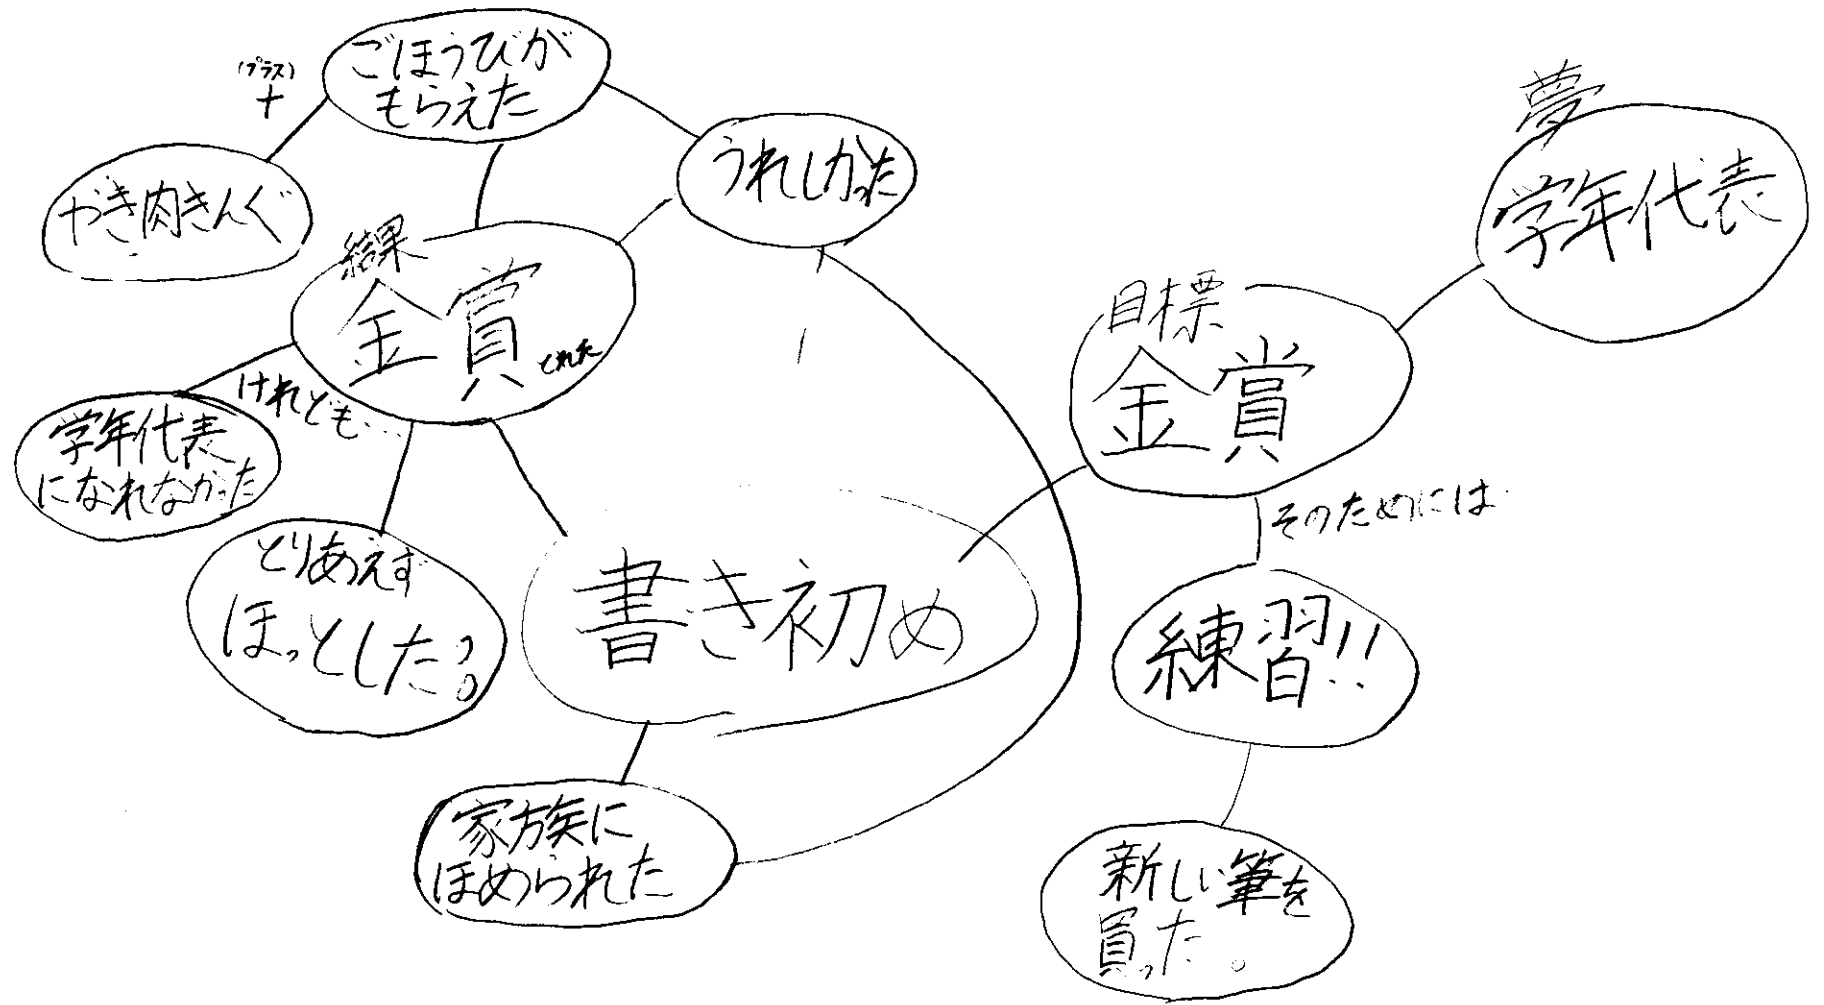 ごほうびが
もらえた
(プラス)
+
うれしかった
やき肉きんぐ
結果
金賞とれた
けれども…
学年代表
になれなかった
とりあえず
ほっとした。
書き初め
家族に
ほめられた
夢
学年代表
目標
金賞
そのためには
練習!!
新しい筆を
買った。